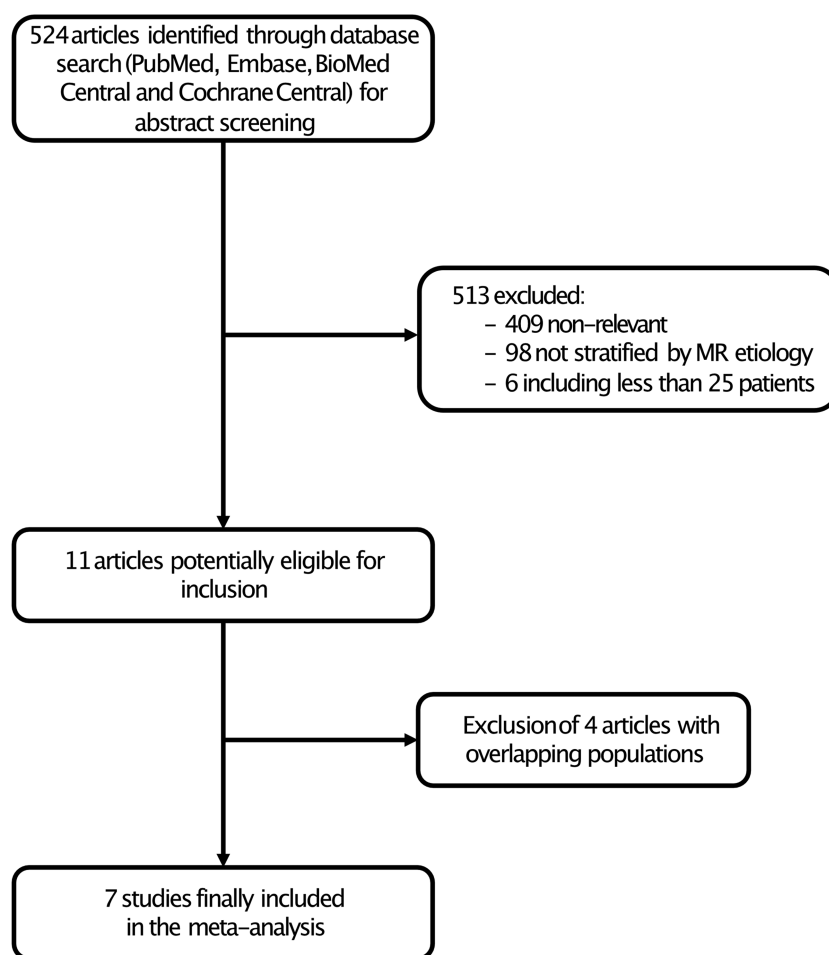 524 articles identified through database
search (PubMed, Embase, BioMed
Central and Cochrane Central) for
abstract screening
513 excluded:
– 409 non–relevant
– 98 not stratified by MR etiology
– 6 including less than 25 patients
11 articles potentially eligible for
inclusion
Exclusion of 4 articles with
overlapping populations
7 studies finally included
in the meta–analysis